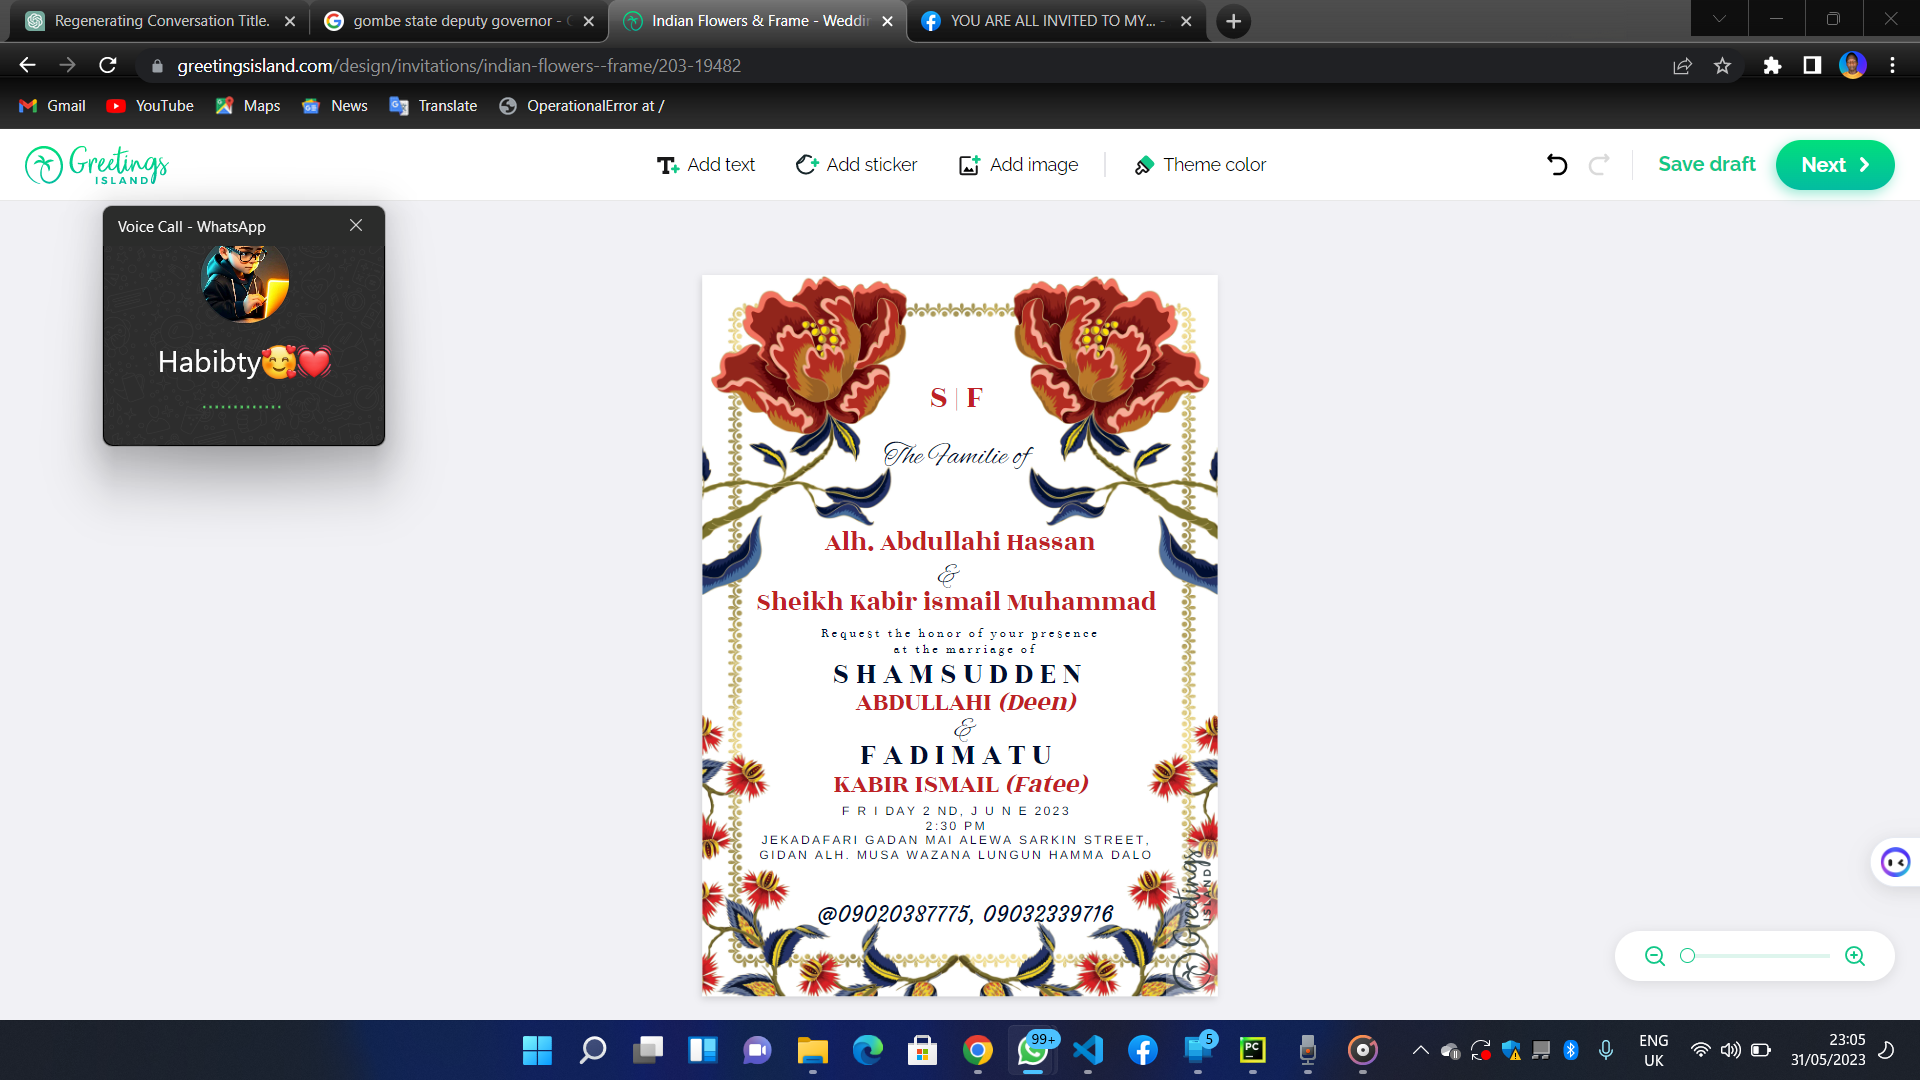 Regenerating Conversation Title.
gombe state deputy governor -
Indian Flowers & Frame - Weddin
YOU ARE ALL INVITED TO MY... -
greetingsisland.com/design/invitations/indian-flowers--frame/203-19482
Gmail
YouTube
Maps
News
Translate
OperationalError at /
Greetings
ISLAND
Add text
Add sticker
Add image
Theme color
Save draft
Next
Voice Call - WhatsApp
Habibty🥰💓
S | F
The Familie of
Alh. Abdullahi Hassan
&
Sheikh Kabir ismail Muhammad
Request the honor of your presence
at the marriage of
SHAMSUDDEN
ABDULLAHI (Deen)
&
FADIMATU
KABIR ISMAIL (Fatee)
F R I DAY 2 ND, J U N E 2023
2:30 PM
JEKADAFARI GADAN MAI ALEWA SARKIN STREET,
GIDAN ALH. MUSA WAZANA LUNGUN HAMMA DALO
@09020387775, 09032339716
Greetings
ISLAND
99+
5
PC
ENG
UK
23:05
31/05/2023